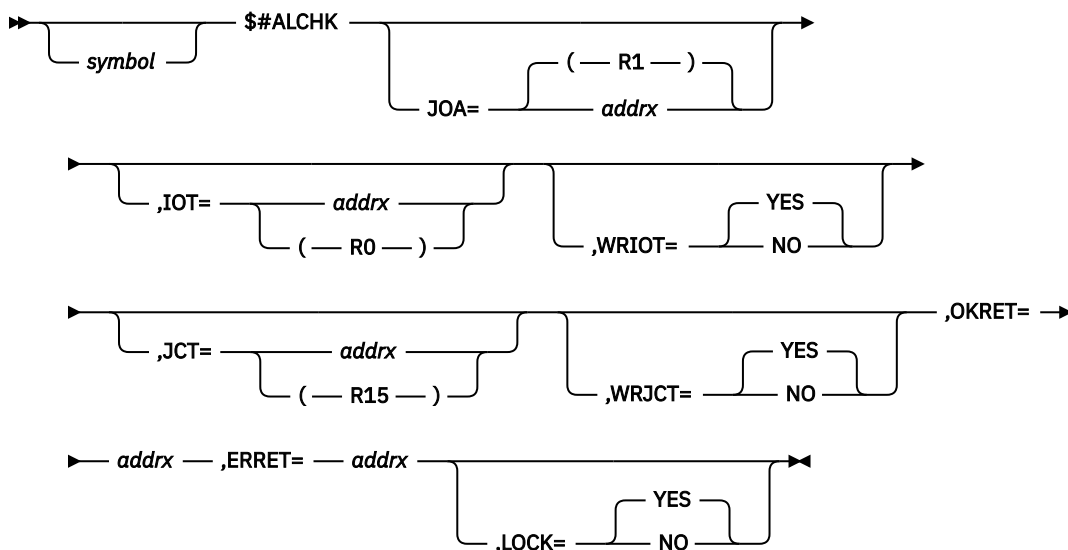 $#ALCHK
symbol
( R1 )
JOA= addrx
,IOT= addrx
( R0 )
YES
,WRIOT= NO
,JCT= addrx
( R15 )
YES
,WRJCT= NO
,OKRET=
addrx ,ERRET= addrx
YES
,LOCK= NO